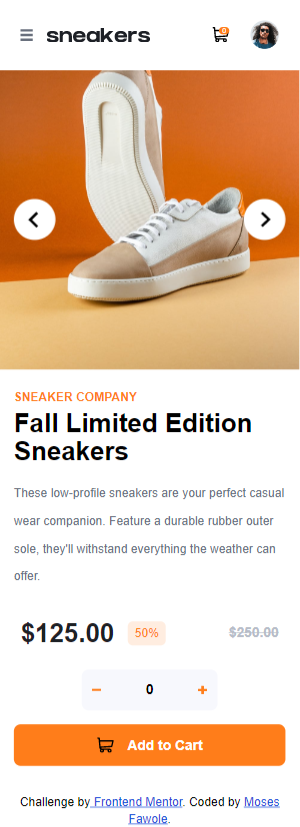 sneakers
0
SNEAKER COMPANY
Fall Limited Edition
Sneakers
These low-profile sneakers are your perfect casual
wear companion. Feature a durable rubber outer
sole, they'll withstand everything the weather can
offer.
$125.00 50% $250.00
0
Add to Cart
Challenge by Frontend Mentor. Coded by Moses
Fawole.